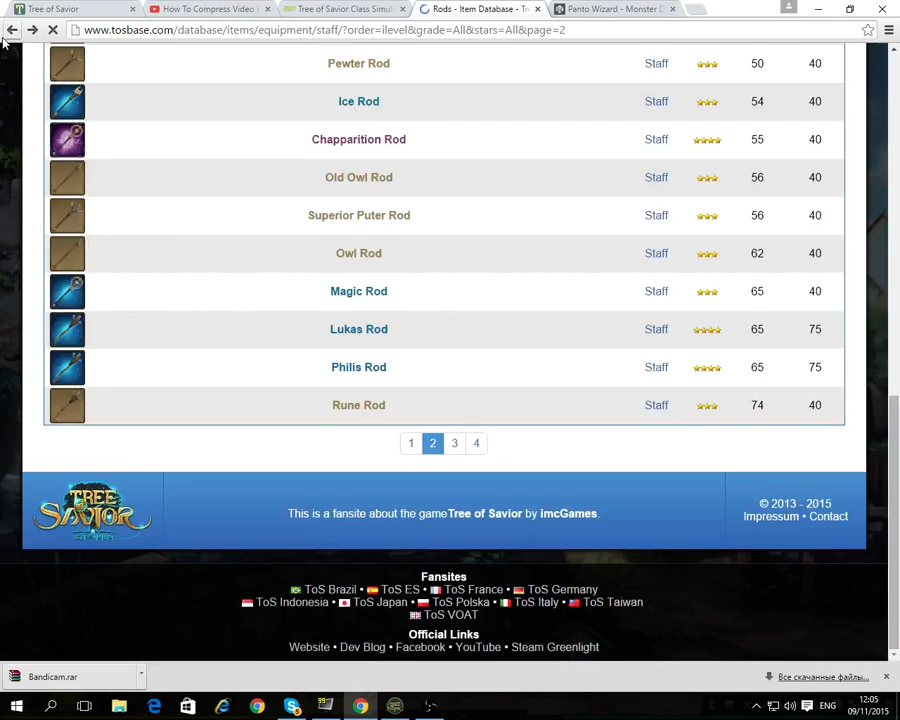 Tree of Savior
How To Compress Video F
Tree of Savior Class Simul
Rods - Item Database - Tr
Panto Wizard - Monster D
www.tosbase.com/database/items/equipment/staff/?order=ilevel&grade=All&stars=All&page=2
Pewter Rod Staff 50 40
Ice Rod Staff 54 40
Chapparition Rod Staff 55 40
Old Owl Rod Staff 56 40
Superior Puter Rod Staff 56 40
Owl Rod Staff 62 40
Magic Rod Staff 65 40
Lukas Rod Staff 65 75
Philis Rod Staff 65 75
Rune Rod Staff 74 40
1 2 3 4
TREE OF SAVIOR
This is a fansite about the gameTree of Savior by imcGames.
© 2013 - 2015
Impressum • Contact
Fansites
ToS Brazil • ToS ES • ToS France • ToS Germany
ToS Indonesia • ToS Japan • ToS Polska • ToS Italy • ToS Taiwan
ToS VOAT
Official Links
Website • Dev Blog • Facebook • YouTube • Steam Greenlight
Bandicam.rar
Все скачанные файлы...
ENG
12:05
09/11/2015